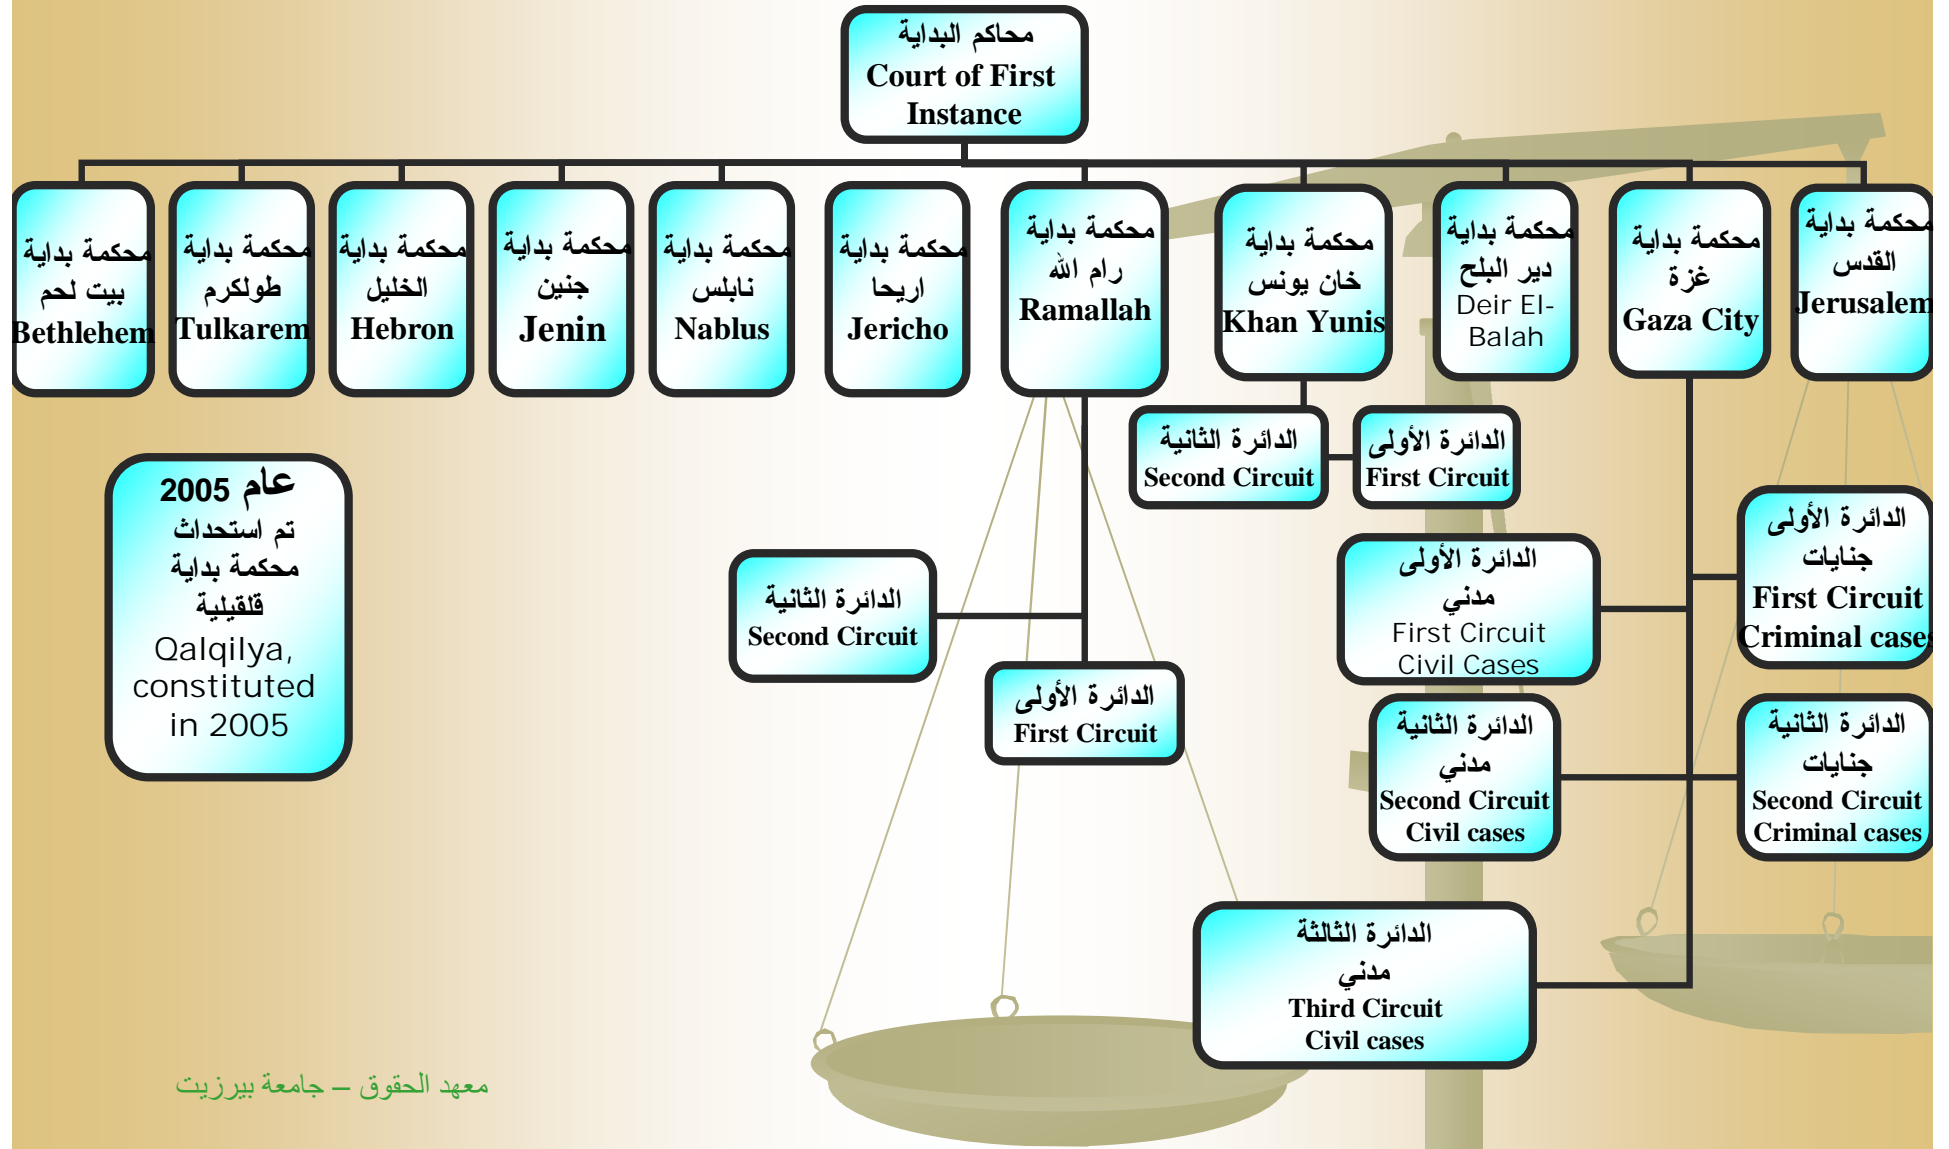 محاكم البداية
Court of First
Instance
محكمة بداية
بيت لحم
Bethlehem
محكمة بداية
طولكرم
Tulkarem
محكمة بداية
الخليل
Hebron
محكمة بداية
جنين
Jenin
محكمة بداية
نابلس
Nablus
محكمة بداية
اريحا
Jericho
محكمة بداية
رام الله
Ramallah
محكمة بداية
خان يونس
Khan Yunis
محكمة بداية
دير البلح
Deir El-
Balah
محكمة بداية
غزة
Gaza City
محكمة بداية
القدس
Jerusalem
الدائرة الثانية
Second Circuit
الدائرة الأولى
First Circuit
عام 2005
تم استحداث
محكمة بداية
قلقيلية
Qalqilya,
constituted
in 2005
الدائرة الثانية
Second Circuit
الدائرة الأولى
First Circuit
الدائرة الأولى
مدني
First Circuit
Civil Cases
الدائرة الأولى
جنايات
First Circuit
Criminal cases
الدائرة الثانية
مدني
Second Circuit
Civil cases
الدائرة الثانية
جنايات
Second Circuit
Criminal cases
الدائرة الثالثة
مدني
Third Circuit
Civil cases
معهد الحقوق – جامعة بيرزيت